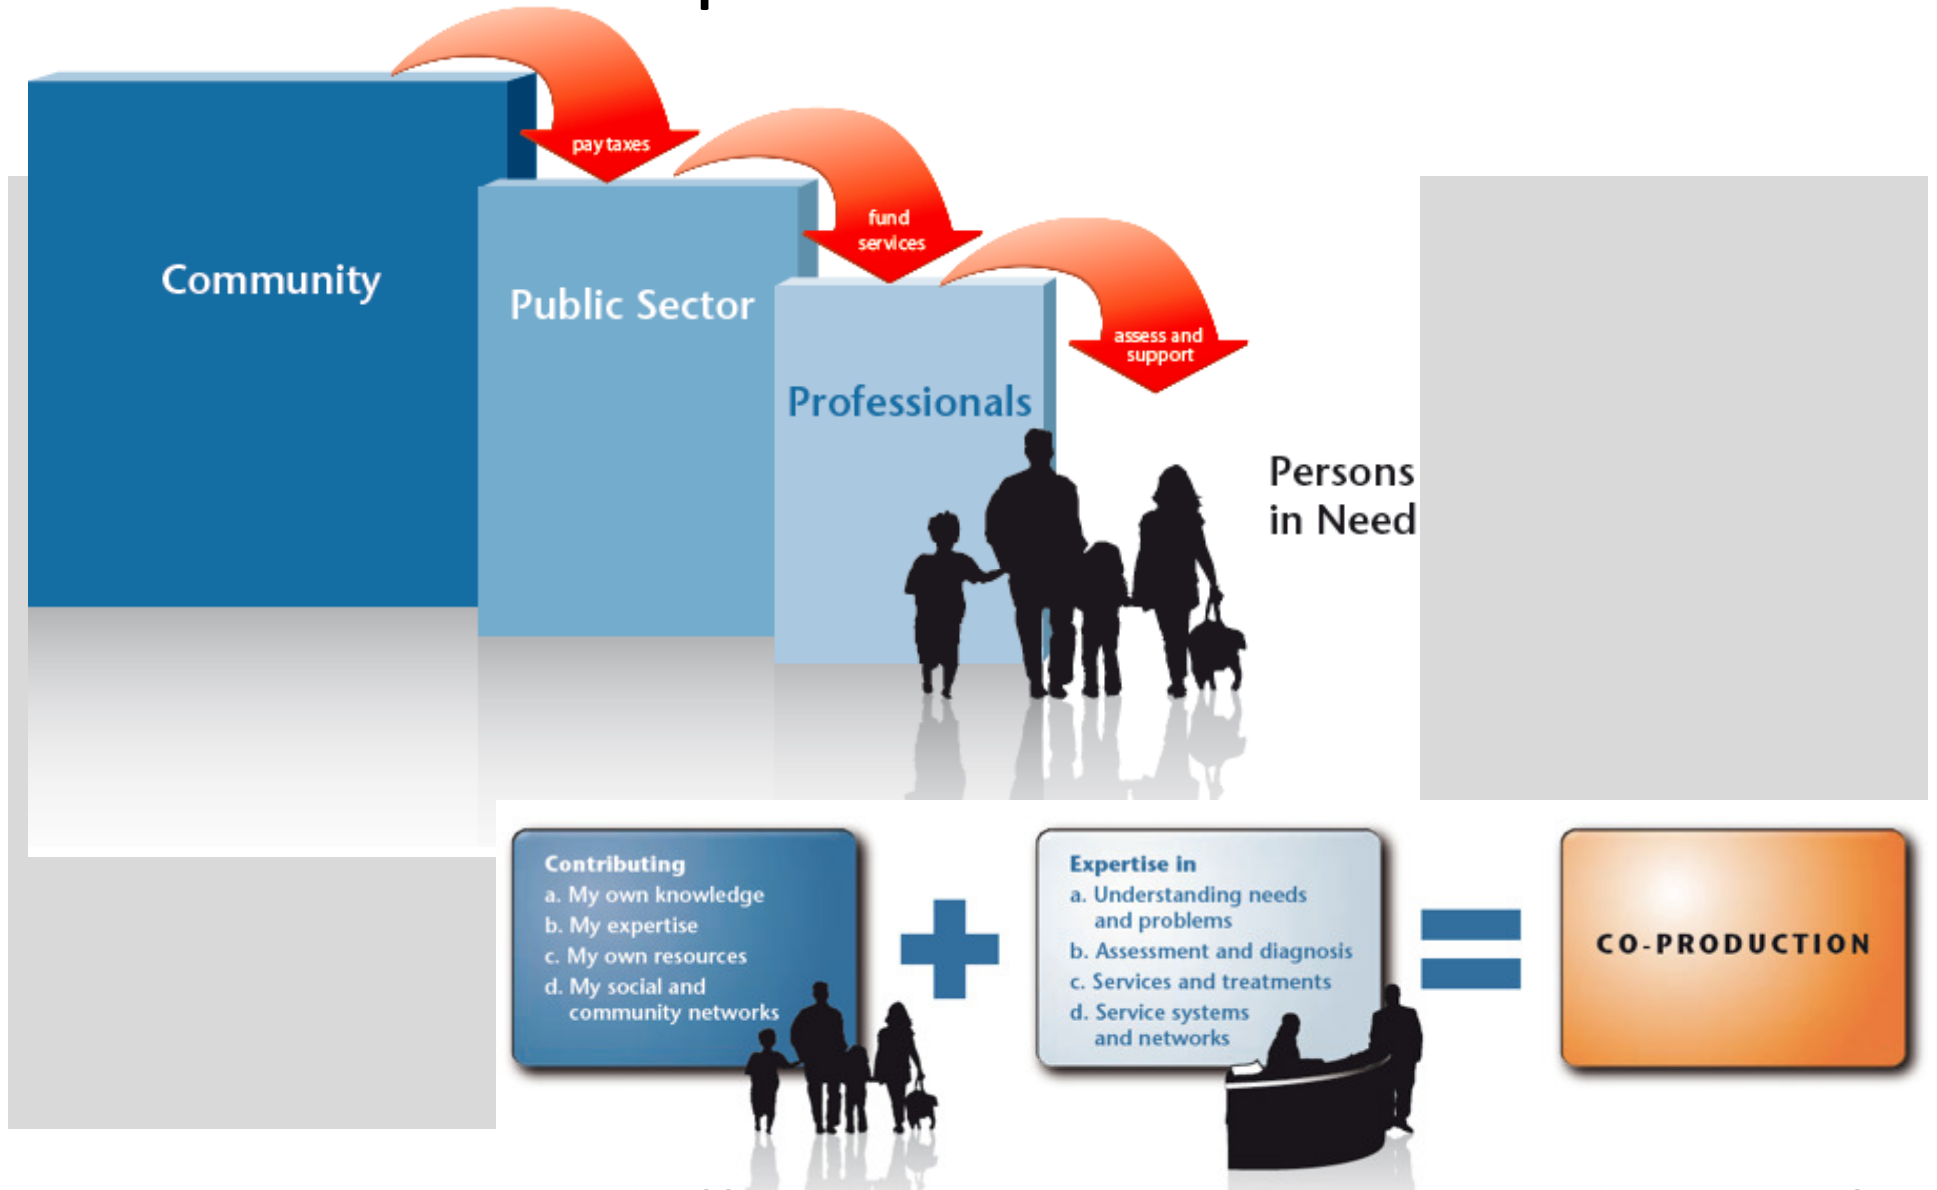 pay taxes
fund
services
assess and
support
Community
Public Sector
Professionals
Persons
in Need
Contributing
a. My own knowledge
b. My expertise
c. My own resources
d. My social and
community networks
Expertise in
a. Understanding needs
and problems
b. Assessment and diagnosis
c. Services and treatments
d. Service systems
and networks
CO-PRODUCTION